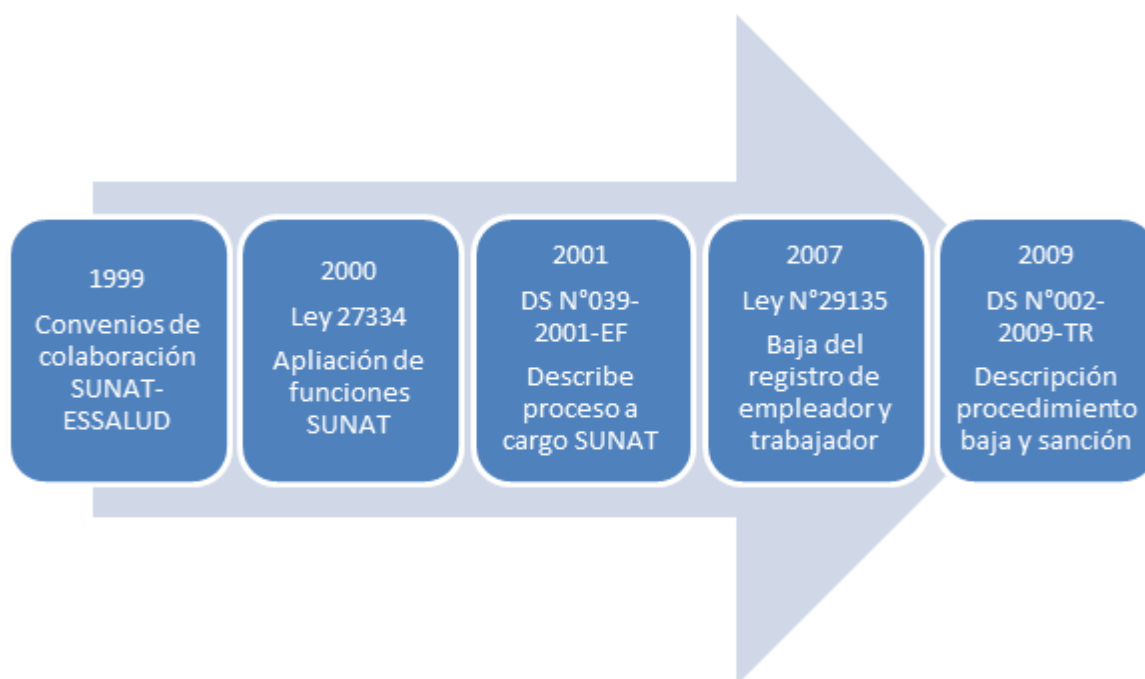 1999
Convenios de
colaboración
SUNAT-
ESSALUD
2000
Ley 27334
Apliación de
funciones
SUNAT
2001
DS N°039-
2001-EF
Describe
proceso a
cargo SUNAT
2007
Ley N°29135
Baja del
registro de
empleador y
trabajador
2009
DS N°002-
2009-TR
Descripción
procedimiento
baja y sanción